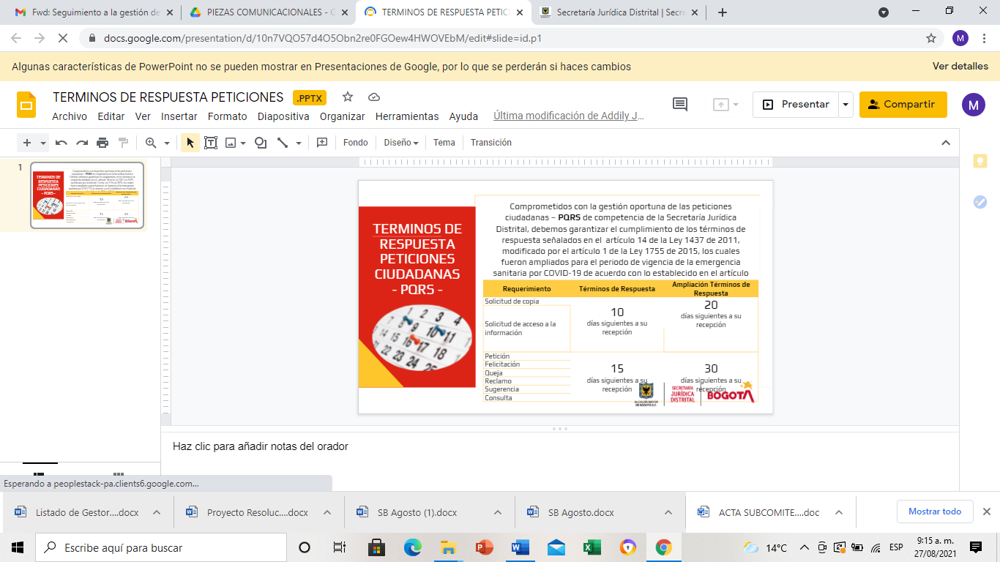 Fwd: Seguimiento a la gestión de
PIEZAS COMUNICACIONALES - G
TERMINOS DE RESPUESTA PETIC
Secretaría Jurídica Distrital | Secre
docs.google.com/presentation/d/10n7VQO57d4O5Obn2re0FGOew4HWOVEbM/edit#slide=id.p1
M
Algunas características de PowerPoint no se pueden mostrar en Presentaciones de Google, por lo que se perderán si haces cambios
Ver detalles
TERMINOS DE RESPUESTA PETICIONES
.PPTX
Archivo Editar Ver Insertar Formato Diapositiva Organizar Herramientas Ayuda
Última modificación de Addily J...
Presentar
Compartir
M
Fondo Diseño Tema Transición
1
TERMINOS DE
RESPUESTA
PETICIONES
CIUDADANAS
- PQRS -
TERMINOS DE
RESPUESTA
PETICIONES
CIUDADANAS
- PQRS -
Comprometidos con la gestión oportuna de las peticiones
ciudadanas – PQRS de competencia de la Secretaría Jurídica
Distrital, debemos garantizar el cumplimiento de los términos de
respuesta señalados en el artículo 14 de la Ley 1437 de 2011,
modificado por el artículo 1 de la Ley 1755 de 2015, los cuales
fueron ampliados para el periodo de vigencia de la emergencia
sanitaria por COVID-19 de acuerdo con lo establecido en el artículo
Requerimiento
Términos de Respuesta
Ampliación Términos de
Respuesta
Solicitud de copia
Solicitud de acceso a la
información
10
días siguientes a su
recepción
20
días siguientes a su
recepción
Petición
Felicitación
Queja
Reclamo
Sugerencia
Consulta
15
días siguientes a su
recepción
30
días siguientes a su
recepción
ALCALDÍA MAYOR
DE BOGOTÁ D.C.
SECRETARÍA
JURÍDICA
DISTRITAL
BOGOTÁ
Haz clic para añadir notas del orador
Esperando a peoplestack-pa.clients6.google.com...
Listado de Gestor....docx
Proyecto Resoluc....docx
SB Agosto (1).docx
SB Agosto.docx
ACTA SUBCOMITE....doc
Mostrar todo
Escribe aquí para buscar
14°C
ESP
9:15 a. m.
27/08/2021